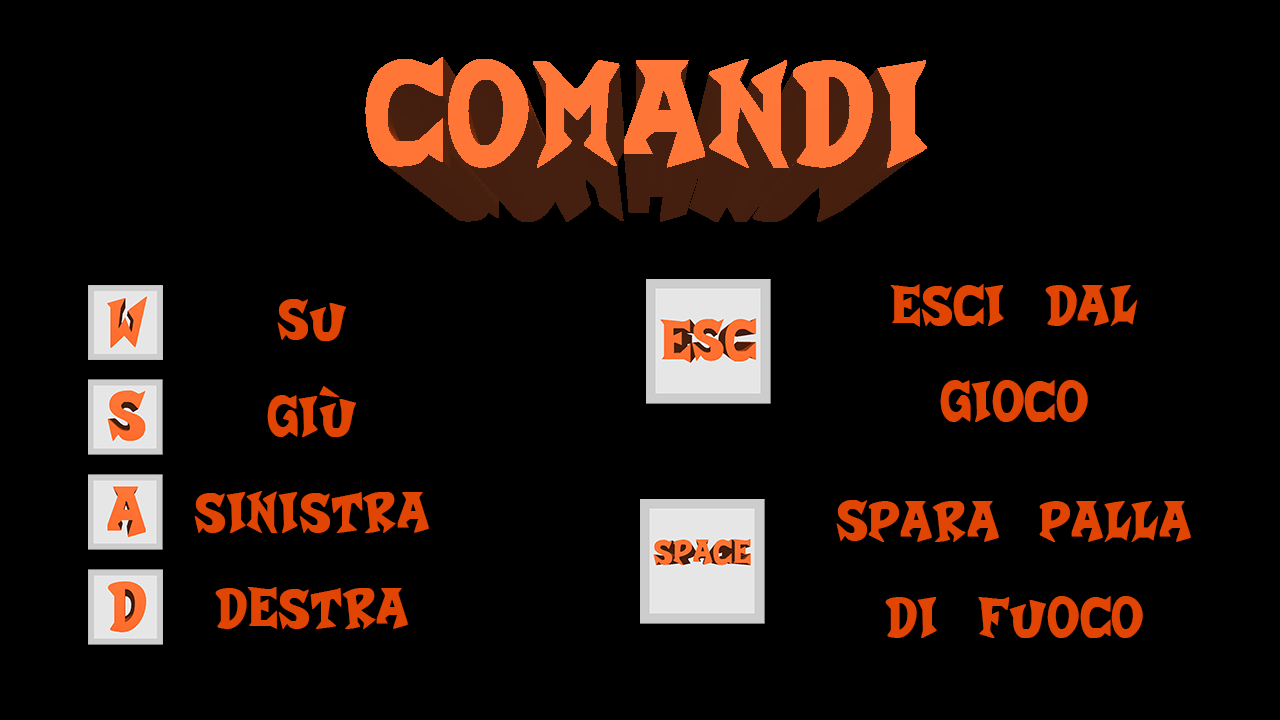 COMANDI
W SU
S GIÙ
A SINISTRA
D DESTRA
ESC ESCI DAL
GIOCO
SPACE SPARA PALLA
DI FUOCO